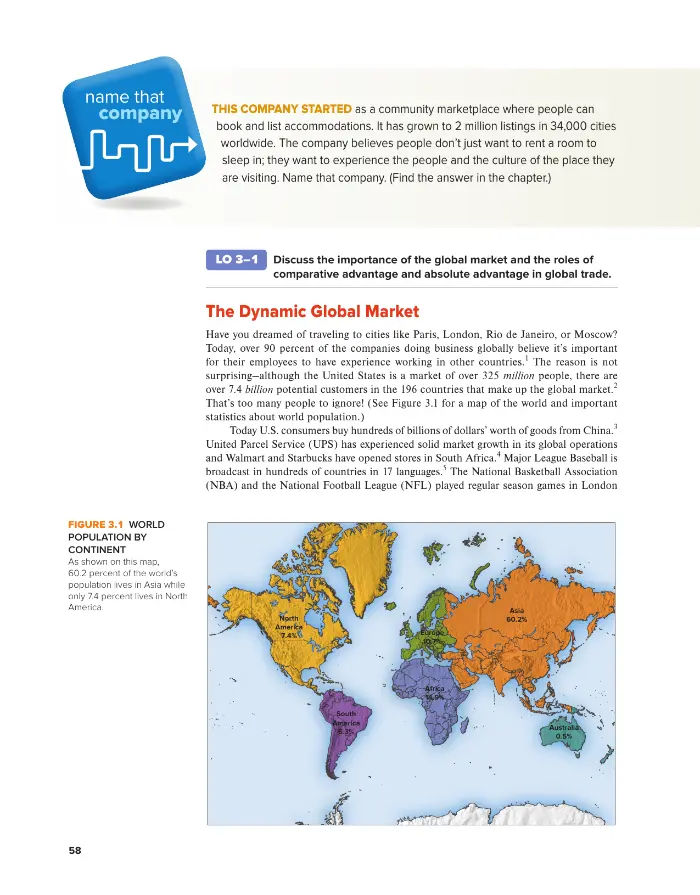 name that
company
THIS COMPANY STARTED as a community marketplace where people can
book and list accommodations. It has grown to 2 million listings in 34,000 cities
worldwide. The company believes people don't just want to rent a room to
sleep in; they want to experience the people and the culture of the place they
are visiting. Name that company. (Find the answer in the chapter.)
LO 3–1 Discuss the importance of the global market and the roles of
comparative advantage and absolute advantage in global trade.
The Dynamic Global Market
Have you dreamed of traveling to cities like Paris, London, Rio de Janeiro, or Moscow?
Today, over 90 percent of the companies doing business globally believe it's important
for their employees to have experience working in other countries.1 The reason is not
surprising—although the United States is a market of over 325 million people, there are
over 7.4 billion potential customers in the 196 countries that make up the global market.2
That's too many people to ignore! (See Figure 3.1 for a map of the world and important
statistics about world population.)
Today U.S. consumers buy hundreds of billions of dollars' worth of goods from China.3
United Parcel Service (UPS) has experienced solid market growth in its global operations
and Walmart and Starbucks have opened stores in South Africa.4 Major League Baseball is
broadcast in hundreds of countries in 17 languages.5 The National Basketball Association
(NBA) and the National Football League (NFL) played regular season games in London
FIGURE 3.1 WORLD
POPULATION BY
CONTINENT
As shown on this map,
60.2 percent of the world's
population lives in Asia while
only 7.4 percent lives in North
America.
North
America
7.4%
Asia
60.2%
Europe
Africa
South
America
Australia
0.5%
58